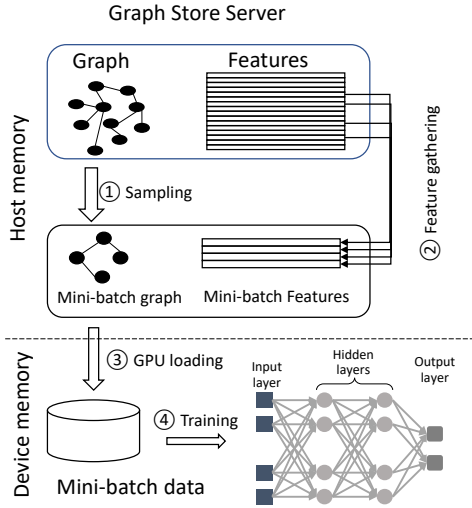 Graph Store Server
Graph
Features
Host memory
① Sampling
② Feature gathering
Mini-batch graph
Mini-batch Features
③ GPU loading
Device memory
Input
layer
Hidden
layers
Output
layer
④ Training
Mini-batch data